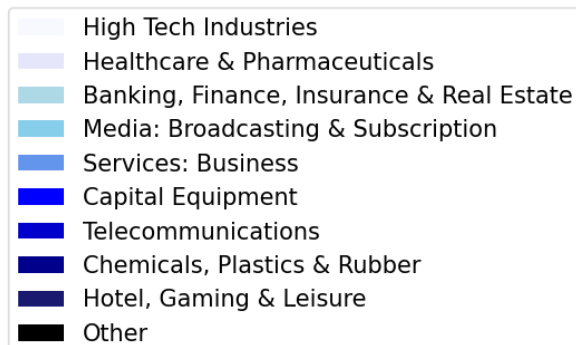 High Tech Industries
Healthcare & Pharmaceuticals
Banking, Finance, Insurance & Real Estate
Media: Broadcasting & Subscription
Services: Business
Capital Equipment
Telecommunications
Chemicals, Plastics & Rubber
Hotel, Gaming & Leisure
Other